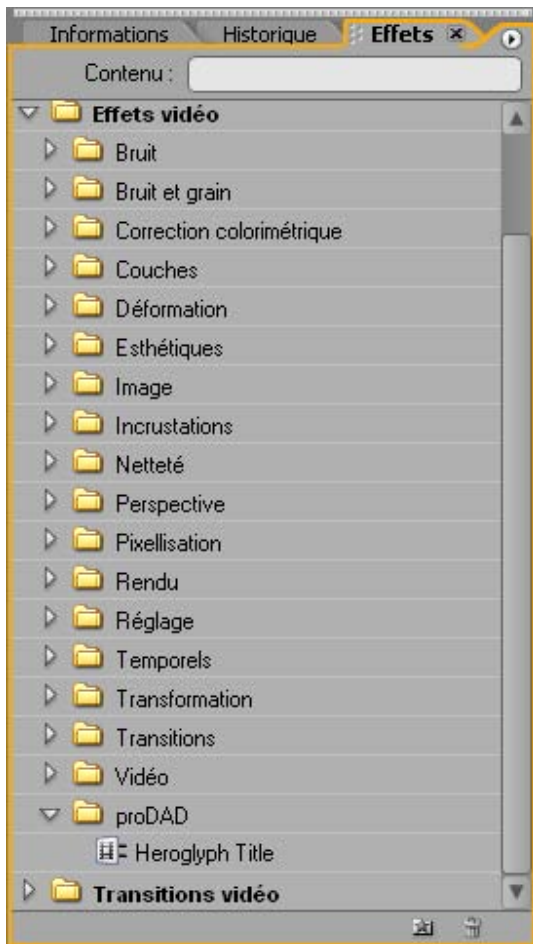 Informations Historique Effets
Contenu :
Effets vidéo
Bruit
Bruit et grain
Correction colorimétrique
Couches
Déformation
Esthétiques
Image
Incrustations
Netteté
Perspective
Pixellisation
Rendu
Réglage
Temporels
Transformation
Transitions
Vidéo
proDAD
Heroglyph Title
Transitions vidéo